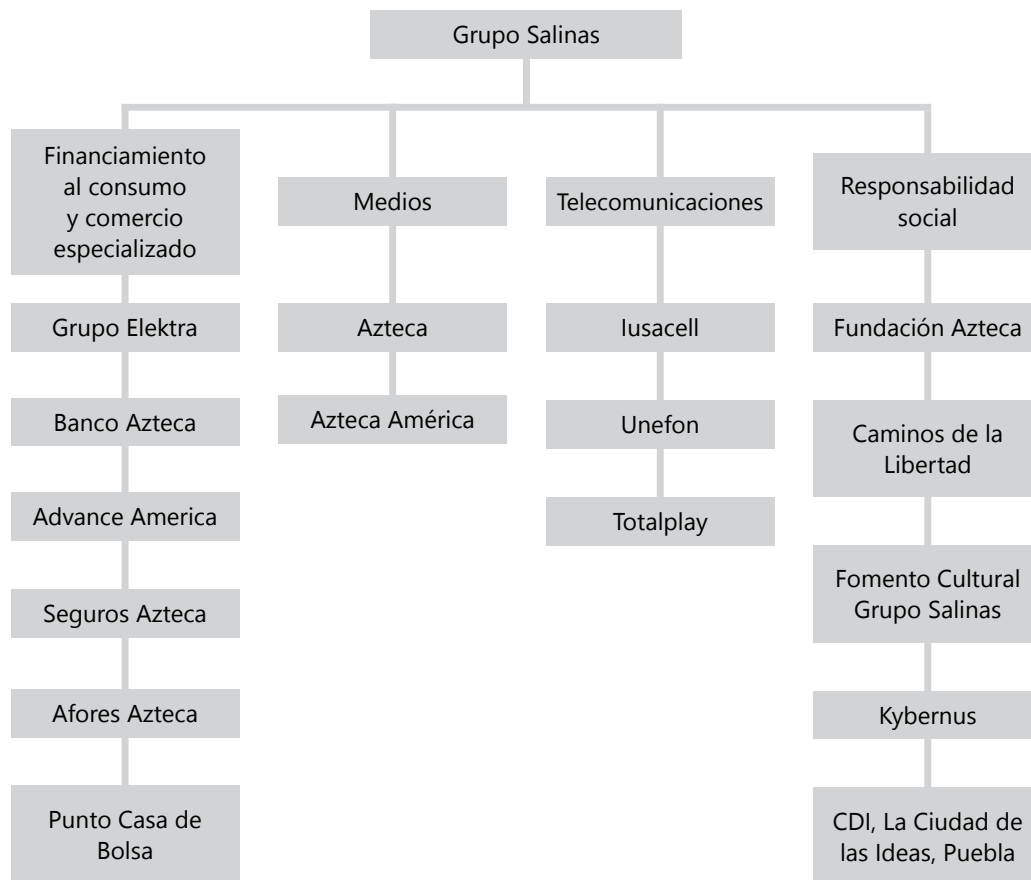 Grupo Salinas
Financiamiento
al consumo
y comercio
especializado
Grupo Elektra
Banco Azteca
Advance America
Seguros Azteca
Afores Azteca
Punto Casa de
Bolsa
Medios
Azteca
Azteca América
Telecomunicaciones
Iusacell
Unefon
Totalplay
Responsabilidad
social
Fundación Azteca
Caminos de la
Libertad
Fomento Cultural
Grupo Salinas
Kybernus
CDI, La Ciudad de
las Ideas, Puebla